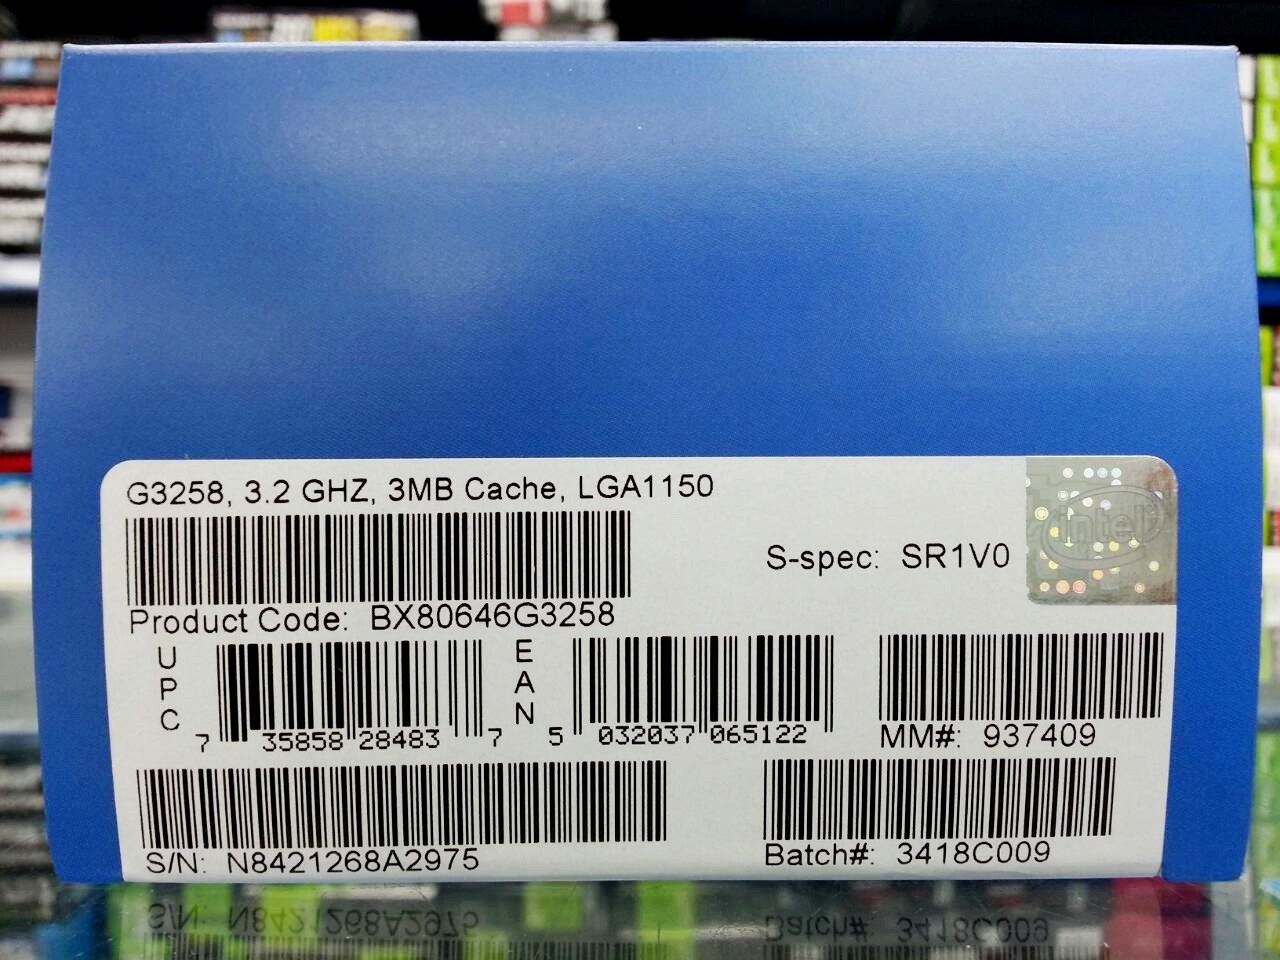 G3258, 3.2 GHZ, 3MB Cache, LGA1150
intel
S-spec: SR1V0
Product Code: BX80646G3258
UPC 7 35858 28483 7
EAN 5 032037 065122
MM#: 937409
S/N: N8421268A2975
Batch#: 3418C009